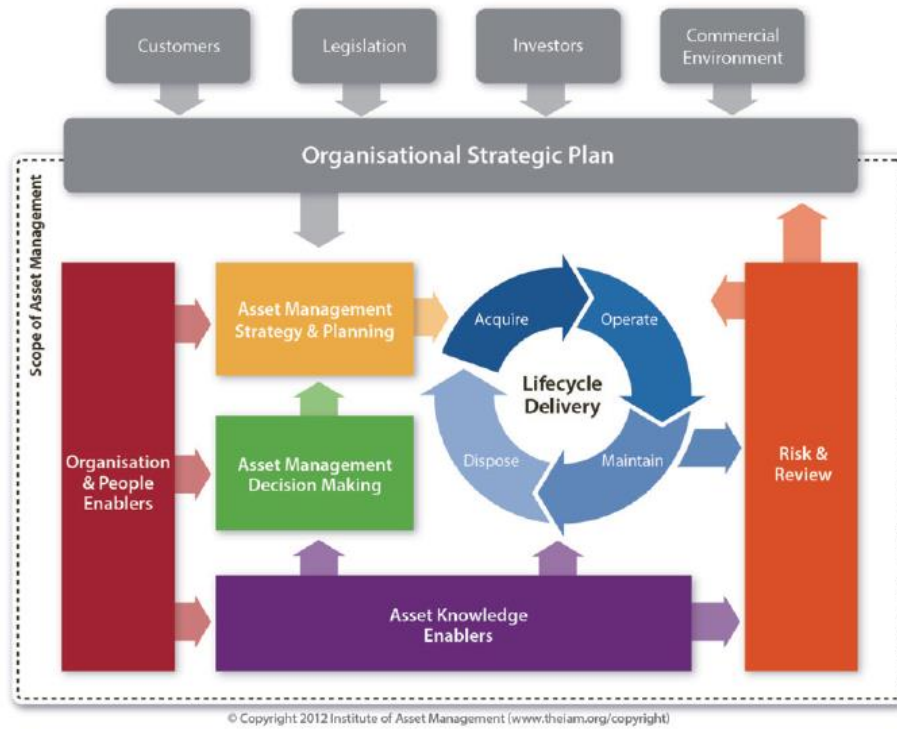 Customers
Legislation
Investors
Commercial
Environment
Organisational Strategic Plan
Scope of Asset Management
Asset Management
Strategy & Planning
Acquire
Operate
Lifecycle
Delivery
Organisation
& People
Enablers
Asset Management
Decision Making
Dispose
Maintain
Risk &
Review
Asset Knowledge
Enablers
© Copyright 2012 Institute of Asset Management (www.theiam.org/copyright)